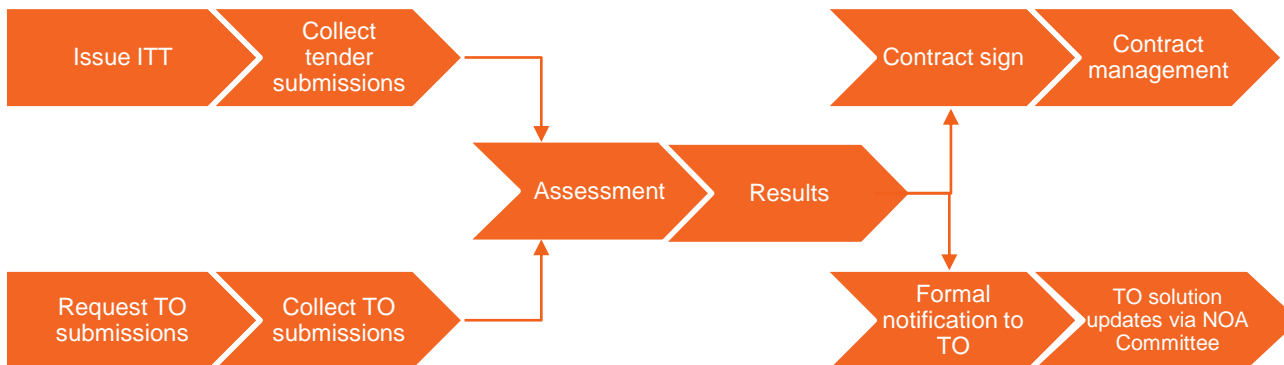 Issue ITT
Collect
tender
submissions
Contract sign
Contract
management
Assessment
Results
Request TO
submissions
Collect TO
submissions
Formal
notification to
TO
TO solution
updates via NOA
Committee